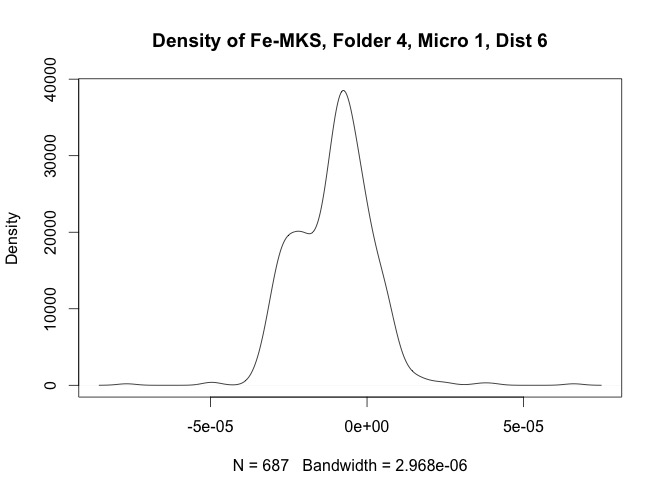 Density of Fe-MKS, Folder 4, Micro 1, Dist 6
Density
40000
30000
20000
10000
0
-5e-05 0e+00 5e-05
N = 687 Bandwidth = 2.968e-06